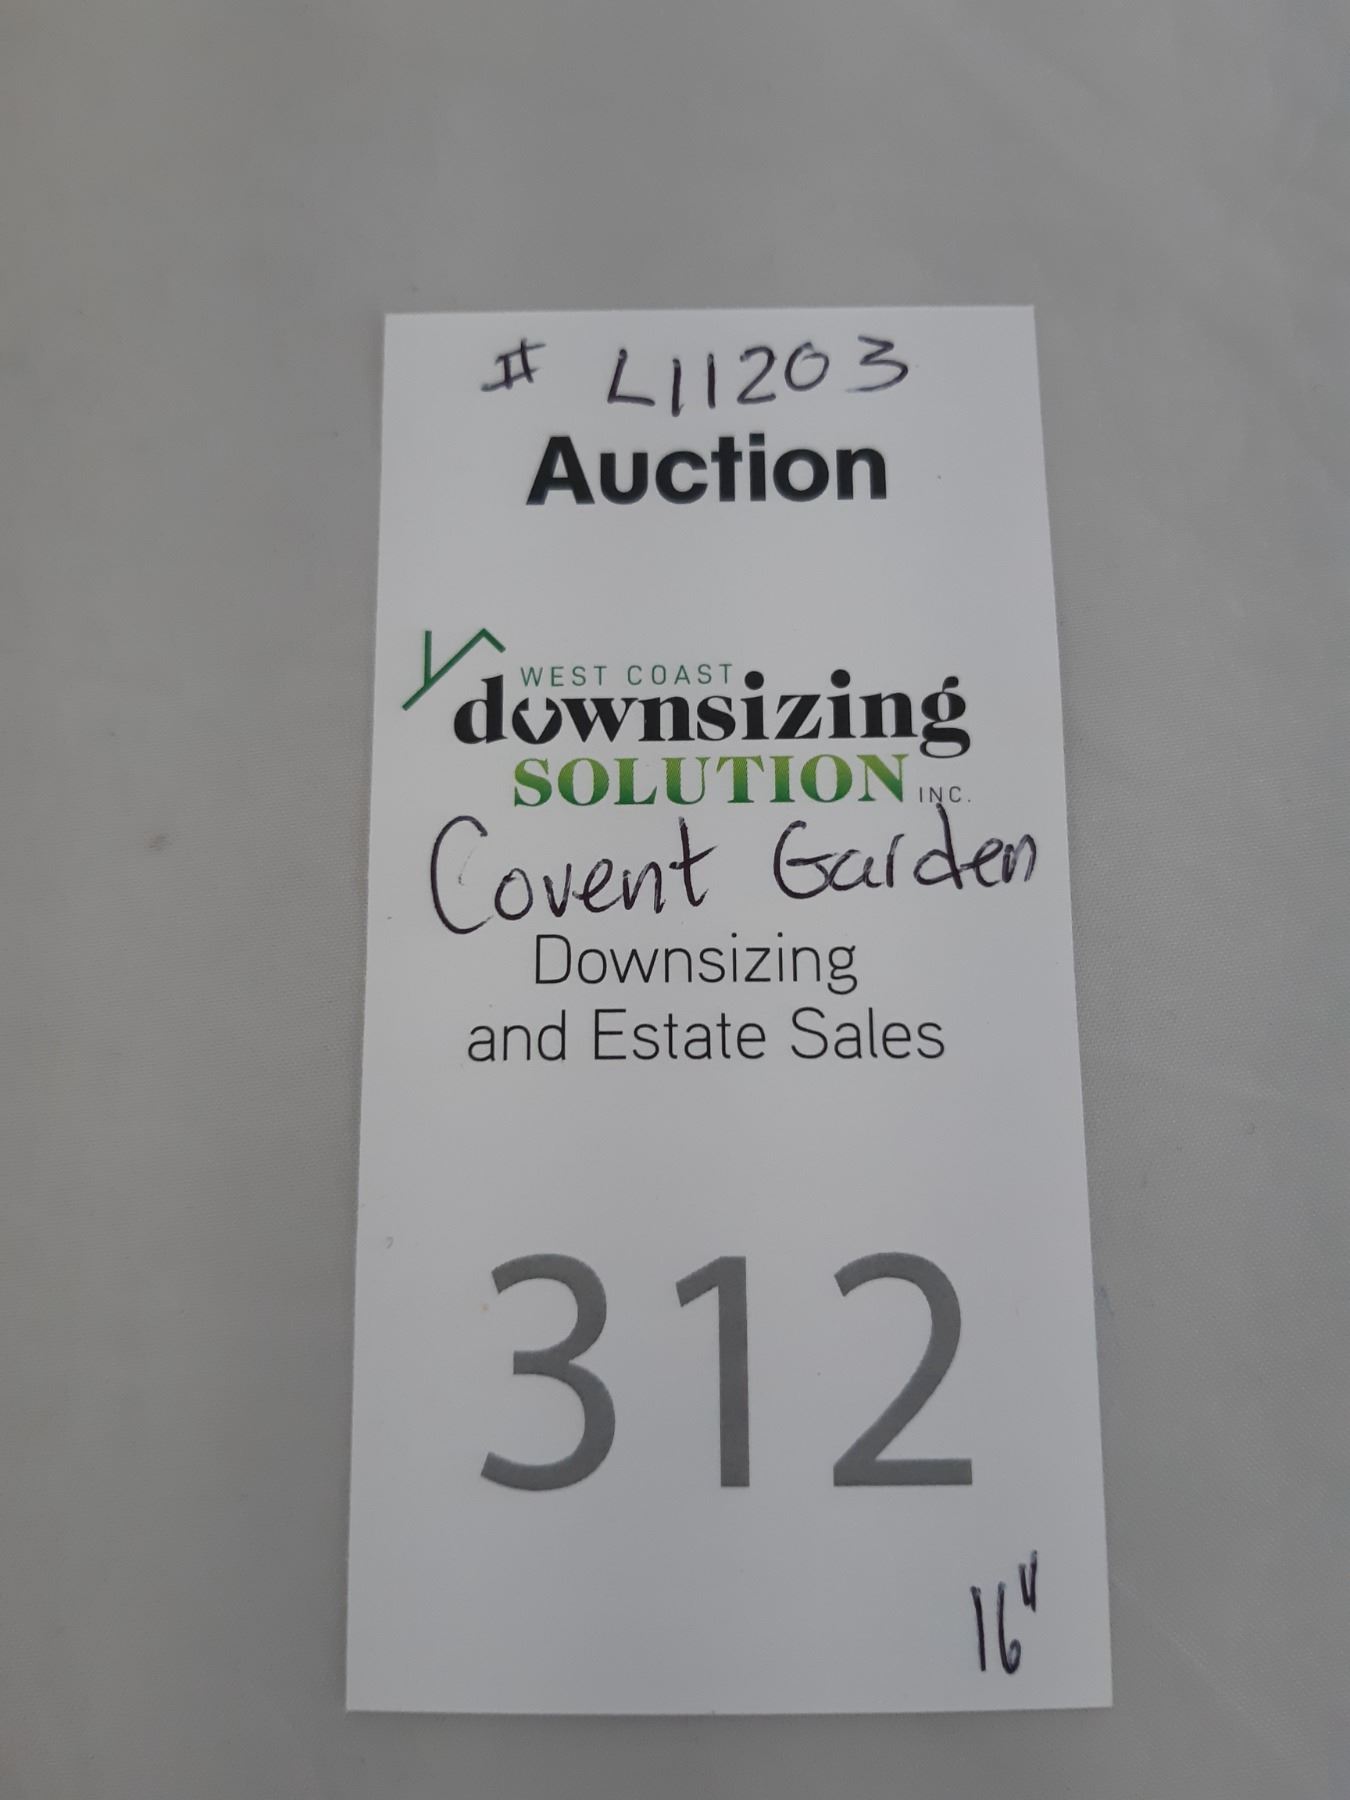 # L11203
Auction
WEST COAST
downsizing
SOLUTION INC.
Covent Garden
Downsizing
and Estate Sales
312
16"